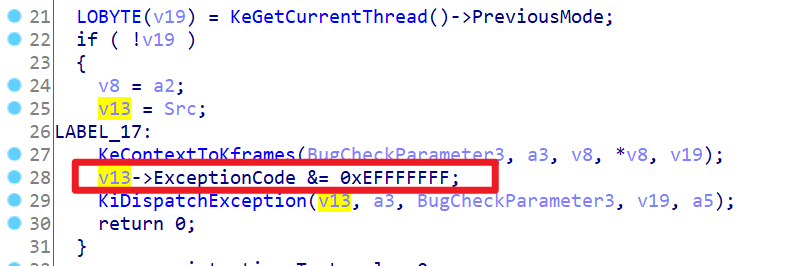 21 LOBYTE(v19) = KeGetCurrentThread()->PreviousMode;
22 if ( !v19 )
23 {
24 v8 = a2;
25 v13 = Src;
26 LABEL_17:
27 KeContextToKframes(BugCheckParameter3, a3, v8, *v8, v19);
28 v13->ExceptionCode &= 0xEFFFFFFF;
29 KiDispatchException(v13, a3, BugCheckParameter3, v19, a5);
30 return 0;
31 }